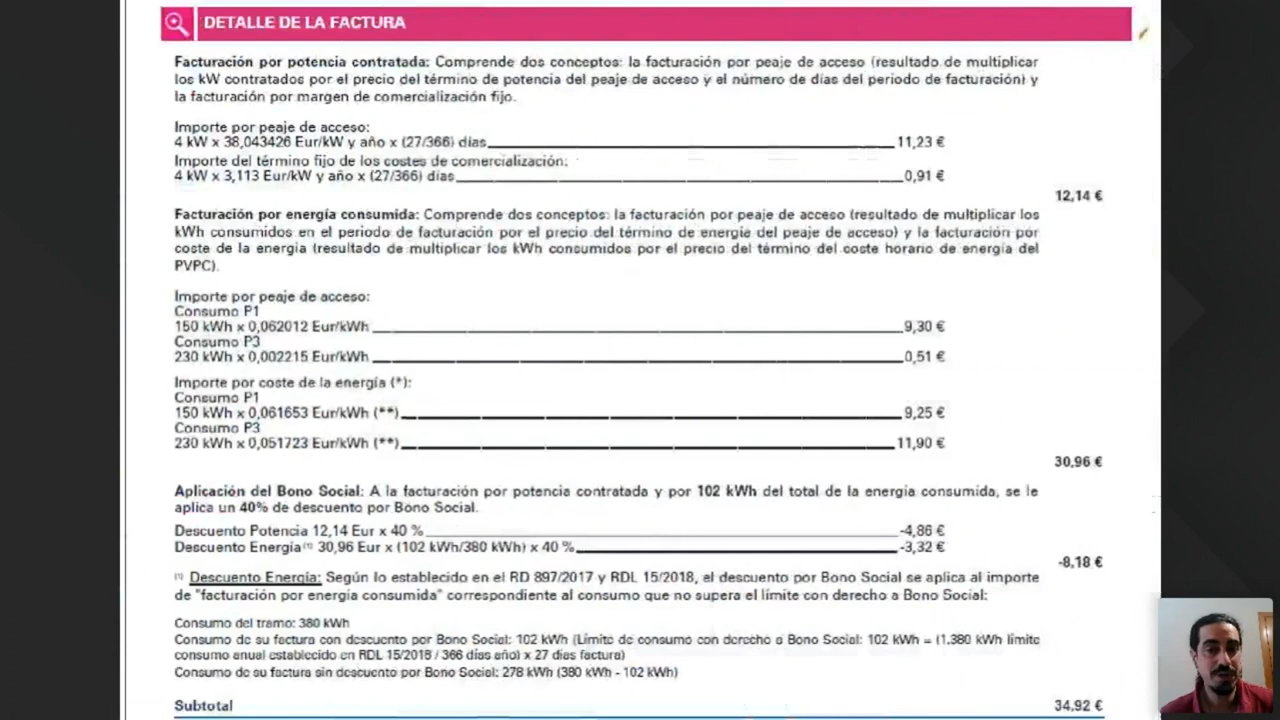 DETALLE DE LA FACTURA
Facturación por potencia contratada: Comprende dos conceptos: la facturación por peaje de acceso (resultado de multiplicar
los kW contratados por el precio del término de potencia del peaje de acceso y el número de días del periodo de facturación) y
la facturación por margen de comercialización fijo.
Importe por peaje de acceso:
4 kW x 38,043426 Eur/kW y año x (27/366) días 11,23 €
Importe del término fijo de los costes de comercialización:
4 kW x 3,113 Eur/kW y año x (27/366) días 0,91 €
12,14 €
Facturación por energía consumida: Comprende dos conceptos: la facturación por peaje de acceso (resultado de multiplicar los
kWh consumidos en el periodo de facturación por el precio del término de energía del peaje de acceso) y la facturación por
coste de la energía (resultado de multiplicar los kWh consumidos por el precio del término del coste horario de energía del
PVPC).
Importe por peaje de acceso:
Consumo P1
150 kWh x 0,062012 Eur/kWh 9,30 €
Consumo P3
230 kWh x 0,002215 Eur/kWh 0,51 €
Importe por coste de la energía (*):
Consumo P1
150 kWh x 0,061653 Eur/kWh (**) 9,25 €
Consumo P3
230 kWh x 0,051723 Eur/kWh (**) 11,90 €
30,96 €
Aplicación del Bono Social: A la facturación por potencia contratada y por 102 kWh del total de la energía consumida, se le
aplica un 40% de descuento por Bono Social.
Descuento Potencia 12,14 Eur x 40 % -4,86 €
Descuento Energía (1) 30,96 Eur x (102 kWh/380 kWh) x 40 % -3,32 €
-8,18 €
(1) Descuento Energía: Según lo establecido en el RD 897/2017 y RDL 15/2018, el descuento por Bono Social se aplica al importe
de "facturación por energía consumida" correspondiente al consumo que no supera el límite con derecho a Bono Social:
Consumo del tramo: 380 kWh
Consumo de su factura con descuento por Bono Social: 102 kWh (Límite de consumo con derecho a Bono Social: 102 kWh = (1.380 kWh límite
consumo anual establecido en RDL 15/2018 / 366 días año) x 27 días factura)
Consumo de su factura sin descuento por Bono Social: 278 kWh (380 kWh - 102 kWh)
Subtotal 34,92 €